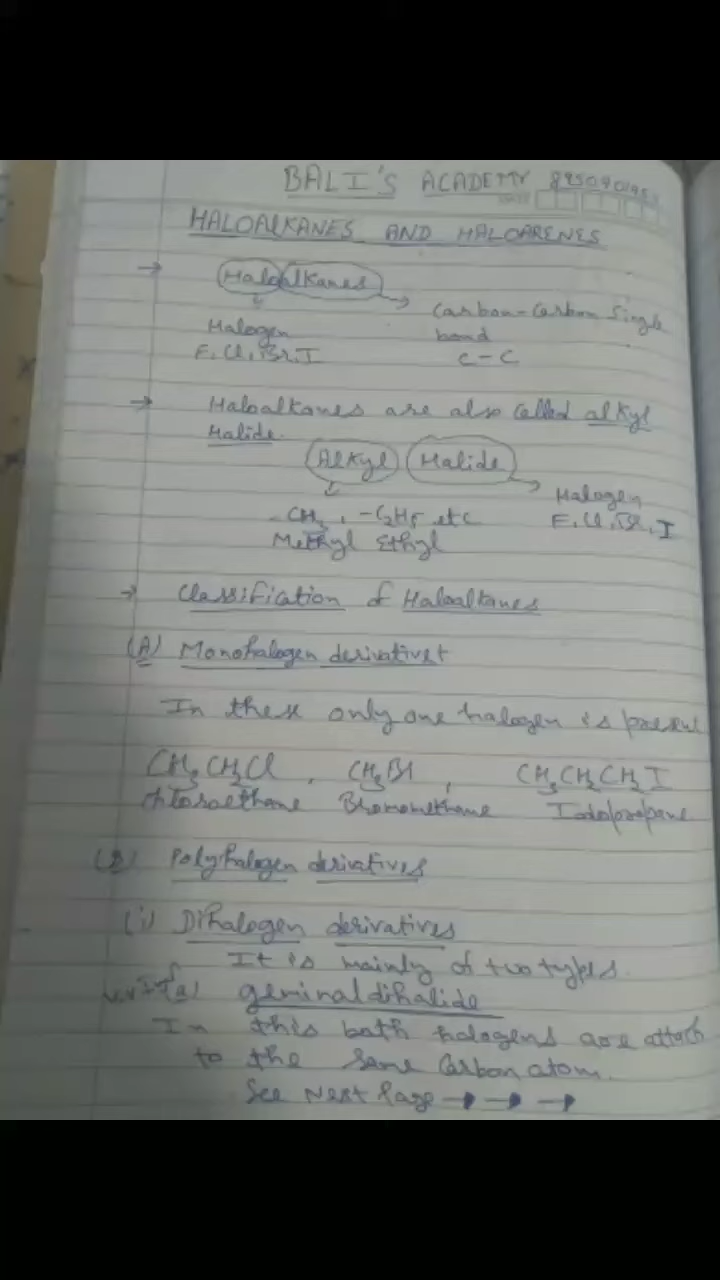 BALI'S ACADEMY
HALOALKANES AND HALOARENES
→ Haloalkanes
Halogen
F, Cl, Br, I
Carbon-Carbon Single
bond
C-C
→ Haloalkanes are also called alkyl
Halide.
Alkyl Halide
-CH3, -C2H5 etc
Methyl Ethyl
Halogen
F, Cl, Br, I
→ Classifiation of Haloalkanes
(A) Monohalogen derivatives
In these only one halogen is present
CH3CH2Cl, CH3Br, CH3CH2CH2I
Chloroethane Bromomethane Iodopropane
(B) Polyhalogen derivatives
(i) Dihalogen derivatives
It is mainly of two types.
v.v Imp (a) geminal dihalide
In this both halogens are attach
to the same Carbon atom.
See Next Page → → →